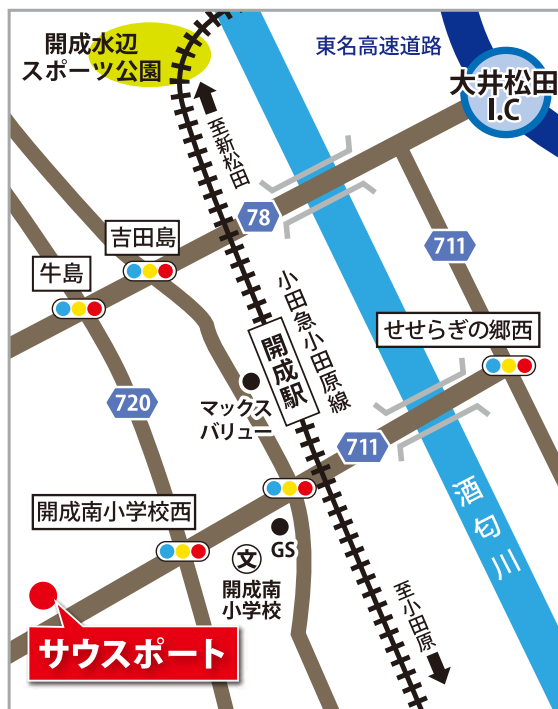 開成水辺
スポーツ公園
東名高速道路
大井松田
I.C
至新松田
78
吉田島
711
牛島
小田急小田原線
せせらぎの郷西
開成駅
マックス
バリュー
720
711
開成南小学校西
酒匂川
GS
文
開成南
小学校
至小田原
サウスポート